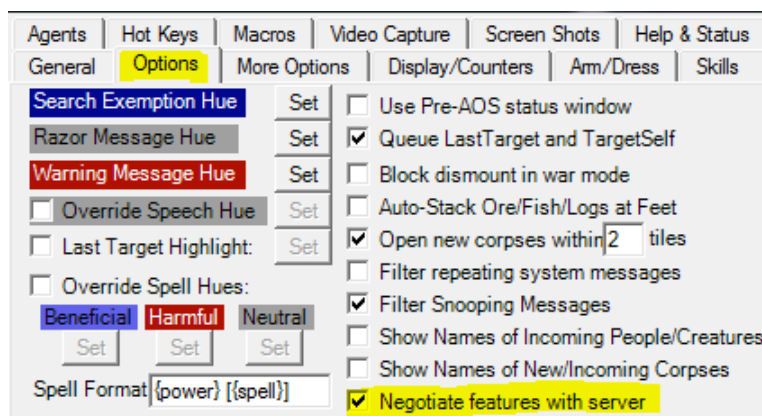 Agents Hot Keys Macros Video Capture Screen Shots Help & Status
General Options More Options Display/Counters Arm/Dress Skills
Search Exemption Hue Set
Razor Message Hue Set
Warning Message Hue Set
Override Speech Hue Set
Last Target Highlight: Set
Override Spell Hues:
Beneficial Harmful Neutral
Set Set Set
Spell Format: {power} [{spell}]
Use Pre-AOS status window
Queue LastTarget and TargetSelf
Block dismount in war mode
Auto-Stack Ore/Fish/Logs at Feet
Open new corpses within 2 tiles
Filter repeating system messages
Filter Snooping Messages
Show Names of Incoming People/Creatures
Show Names of New/Incoming Corpses
Negotiate features with server